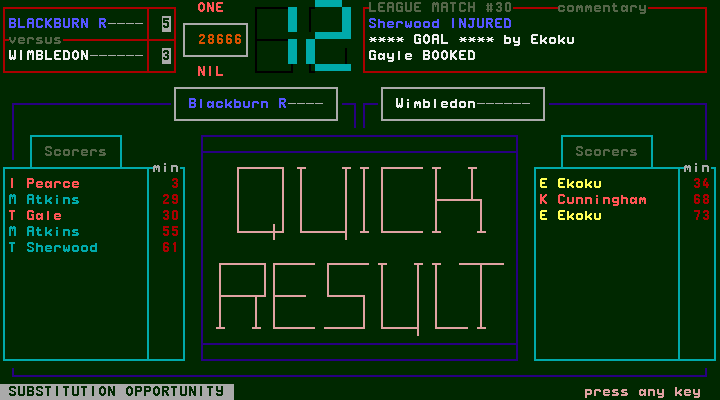 BLACKBURN R---- 5
versus
WIMBLEDON------ 3
ONE
28666
NIL
12
LEAGUE MATCH #30 commentary
Sherwood INJURED
**** GOAL **** by Ekoku
Gayle BOOKED
Blackburn R----
Wimbledon------
Scorers
min
I Pearce 3
M Atkins 29
T Gale 30
M Atkins 55
T Sherwood 61
QUICK
RESULT
Scorers
min
E Ekoku 34
K Cunningham 68
E Ekoku 73
SUBSTITUTION OPPORTUNITY
press any key